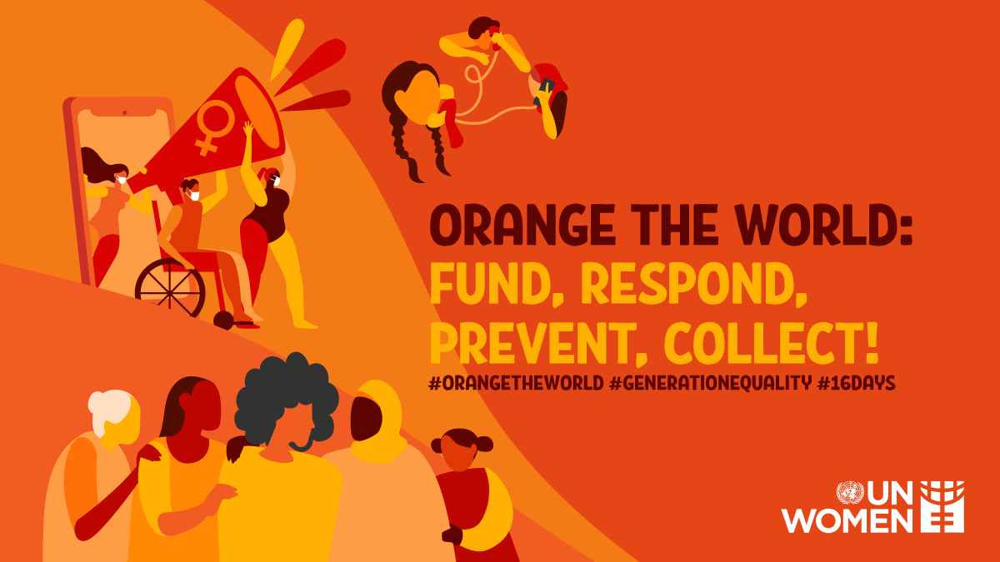 ORANGE THE WORLD:
FUND, RESPOND,
PREVENT, COLLECT!
#ORANGETHEWORLD #GENERATIONEQUALITY #16DAYS
UN
WOMEN